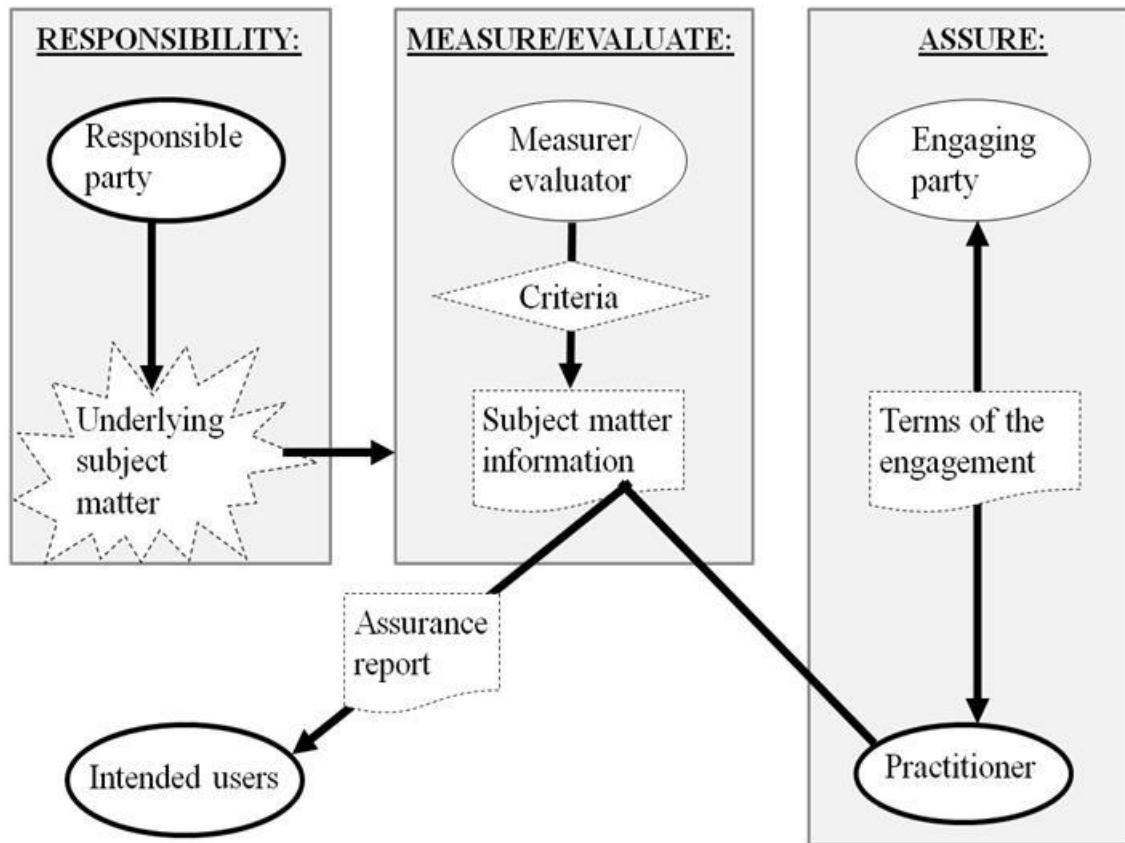 RESPONSIBILITY:
Responsible
party
Underlying
subject
matter
MEASURE/EVALUATE:
Measurer/
evaluator
Criteria
Subject matter
information
ASSURE:
Engaging
party
Terms of the
engagement
Practitioner
Assurance
report
Intended users